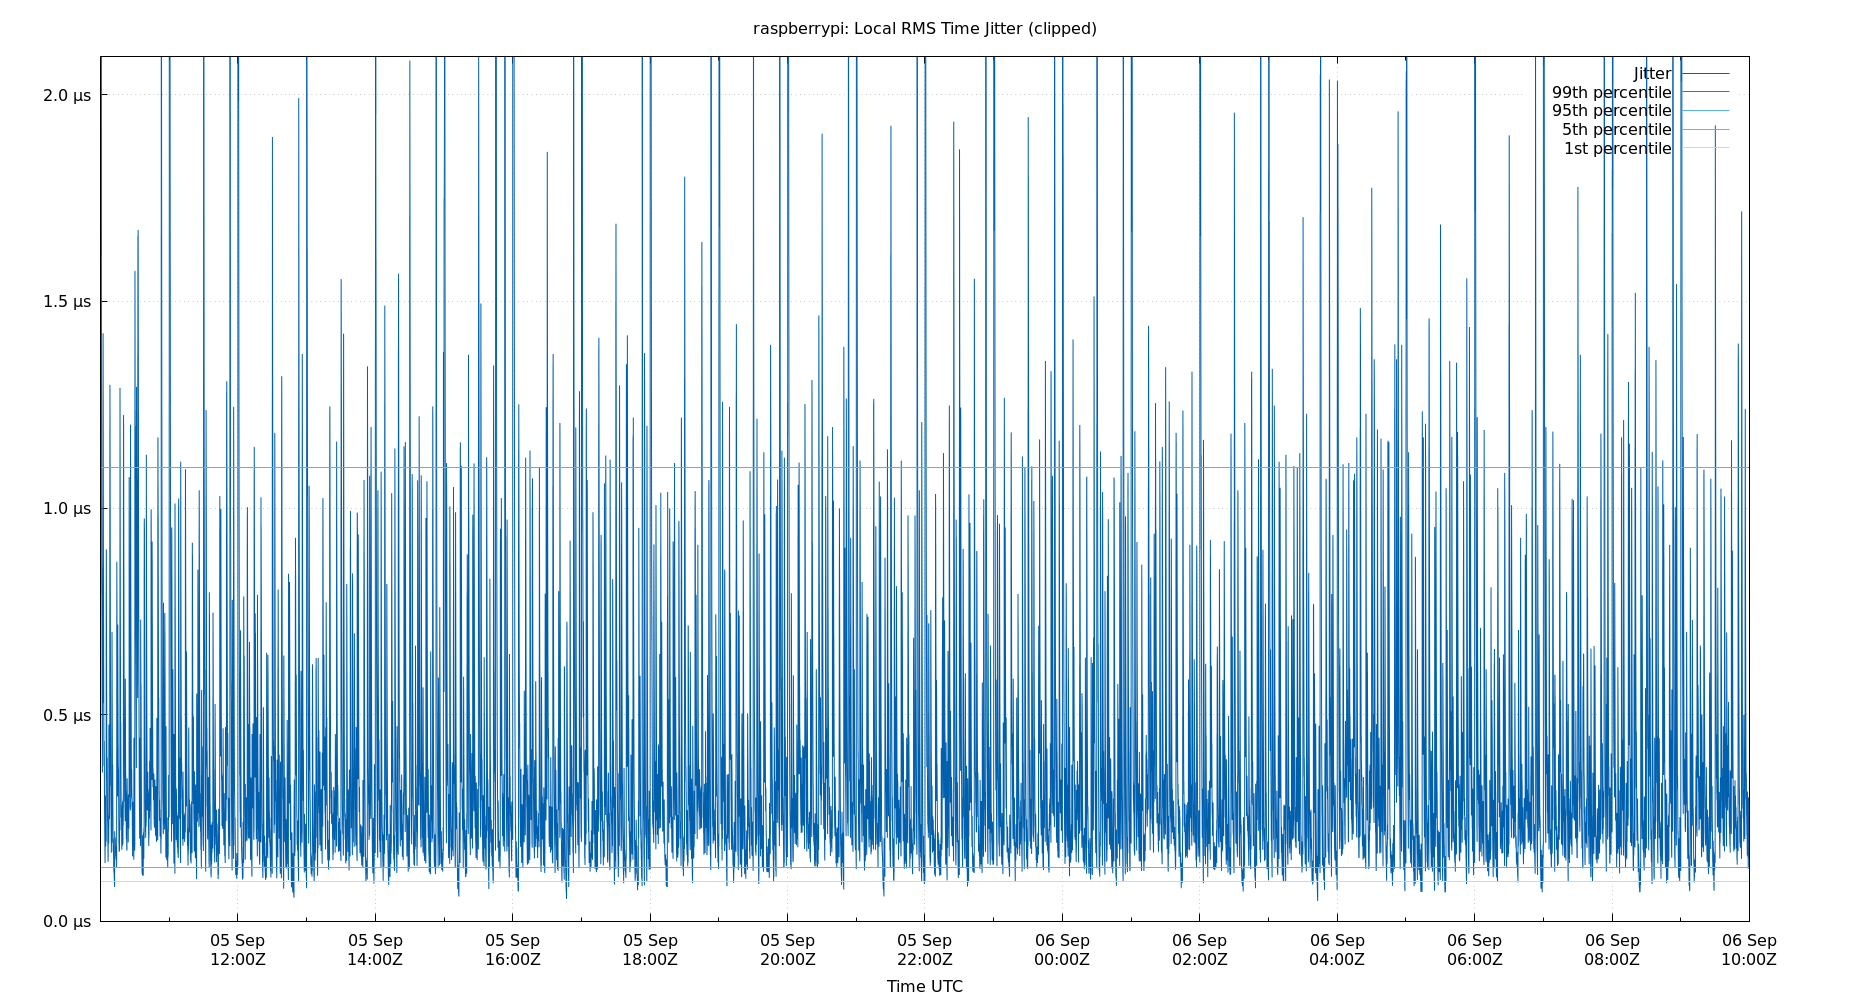 raspberrypi: Local RMS Time Jitter (clipped)
Jitter
99th percentile
95th percentile
5th percentile
1st percentile
2.0 μs
1.5 μs
1.0 μs
0.5 μs
0.0 μs
05 Sep 05 Sep 05 Sep 05 Sep 05 Sep 05 Sep 06 Sep 06 Sep 06 Sep 06 Sep 06 Sep 06 Sep
12:00Z 14:00Z 16:00Z 18:00Z 20:00Z 22:00Z 00:00Z 02:00Z 04:00Z 06:00Z 08:00Z 10:00Z
Time UTC